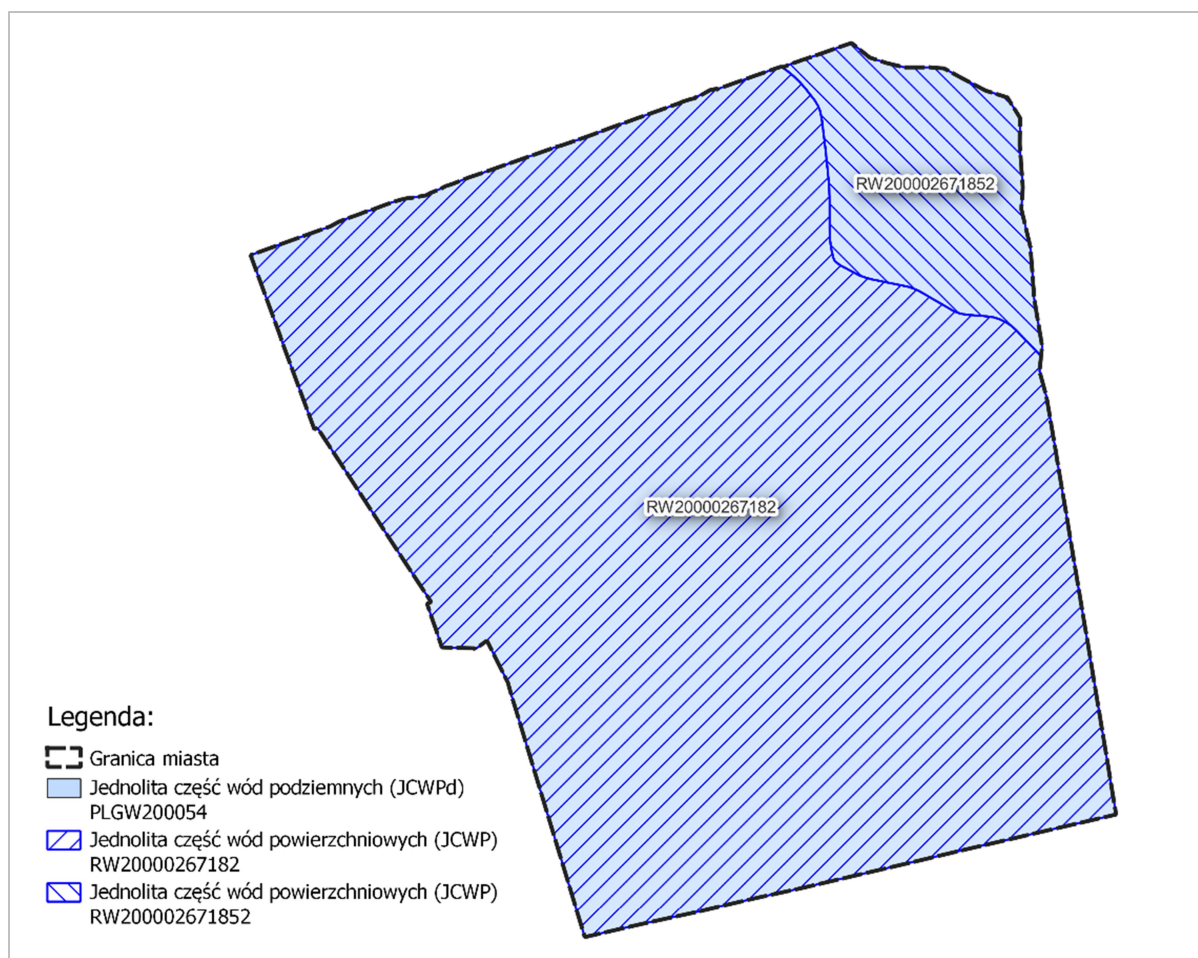 RW200002671852
RW20000267182
Legenda:
Granica miasta
Jednolita część wód podziemnych (JCWPd)
PLGW200054
Jednolita część wód powierzchniowych (JCWP)
RW20000267182
Jednolita część wód powierzchniowych (JCWP)
RW200002671852